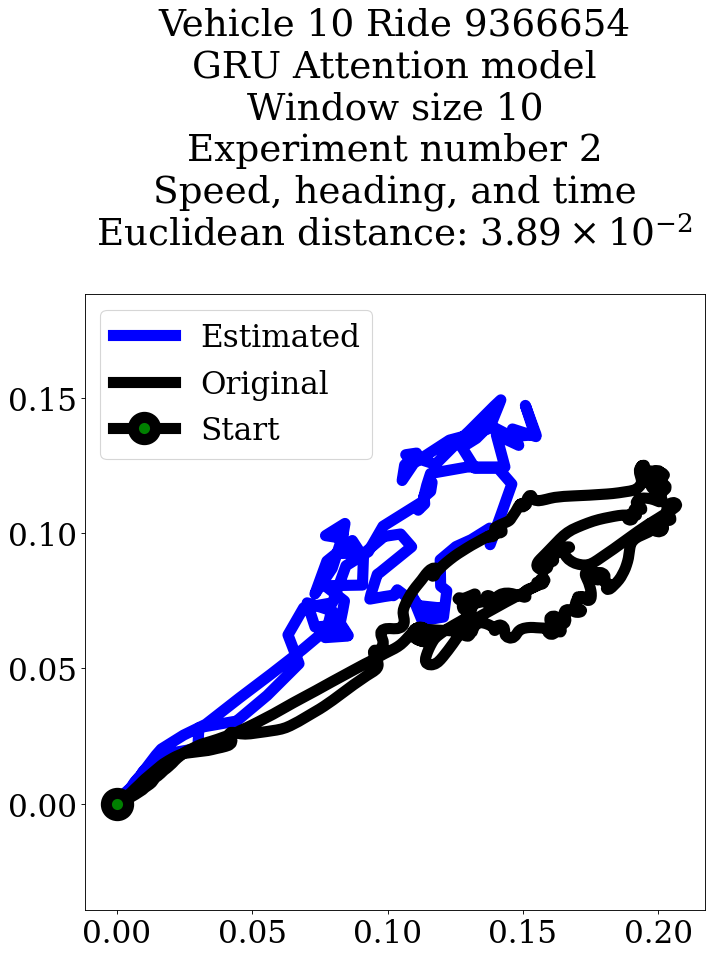 Vehicle 10 Ride 9366654
GRU Attention model
Window size 10
Experiment number 2
Speed, heading, and time
Euclidean distance: 3.89 × 10⁻²
Estimated
Original
Start
0.15
0.10
0.05
0.00
0.00 0.05 0.10 0.15 0.20